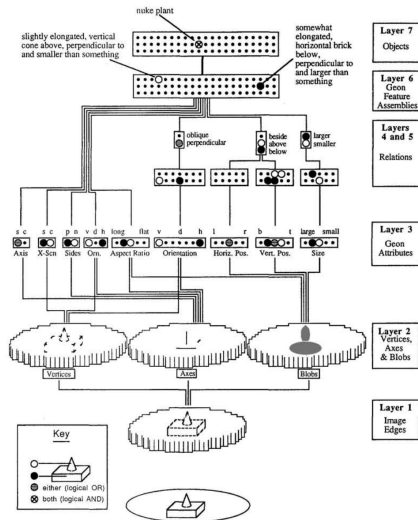 nuke plant
slightly elongated, vertical
cone above, perpendicular to
and smaller than something
somewhat
elongated,
horizontal brick
below,
perpendicular to
and larger than
something
Layer 7
Objects
Layer 6
Geon
Feature
Assemblies
Layers
4 and 5
Relations
oblique
perpendicular
beside
above
below
larger
smaller
s c
s c
p n
v d h
long flat
v d h
l r
b t
large small
Axis
X-Scn
Sides
Orn.
Aspect Ratio
Orientation
Horiz. Pos.
Vert. Pos.
Size
Layer 3
Geon
Attributes
Layer 2
Vertices,
Axes
& Blobs
Vertices
Axes
Blobs
Layer 1
Image
Edges
Key
either (logical OR)
both (logical AND)